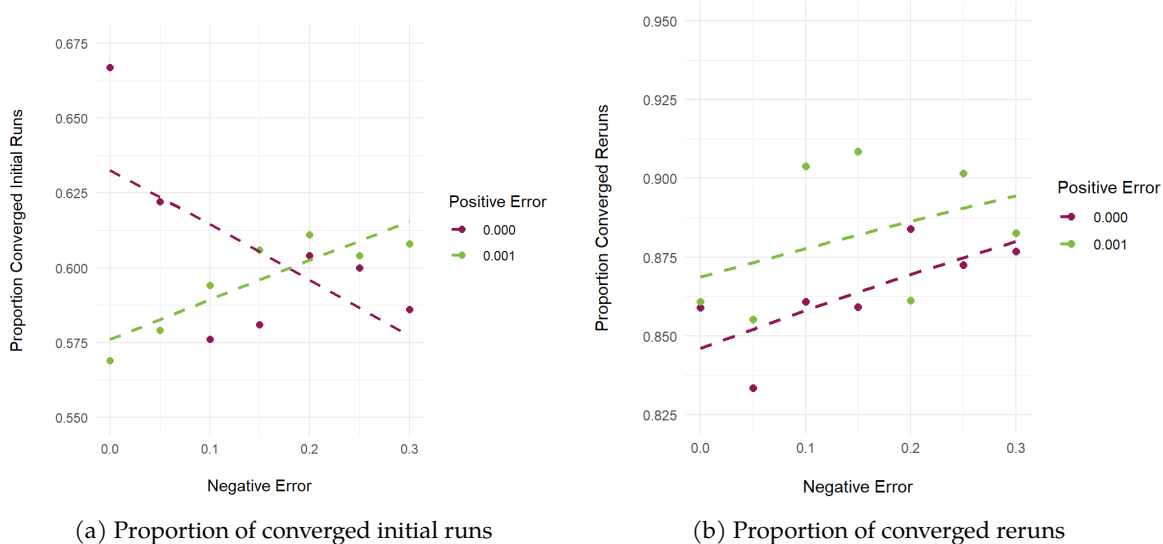 Proportion Converged Initial Runs
0.675
0.650
0.625
0.600
0.575
0.550
0.0 0.1 0.2 0.3
Negative Error
Positive Error
0.000
0.001
(a) Proportion of converged initial runs
Proportion Converged Reruns
0.950
0.925
0.900
0.875
0.850
0.825
0.0 0.1 0.2 0.3
Negative Error
Positive Error
0.000
0.001
(b) Proportion of converged reruns